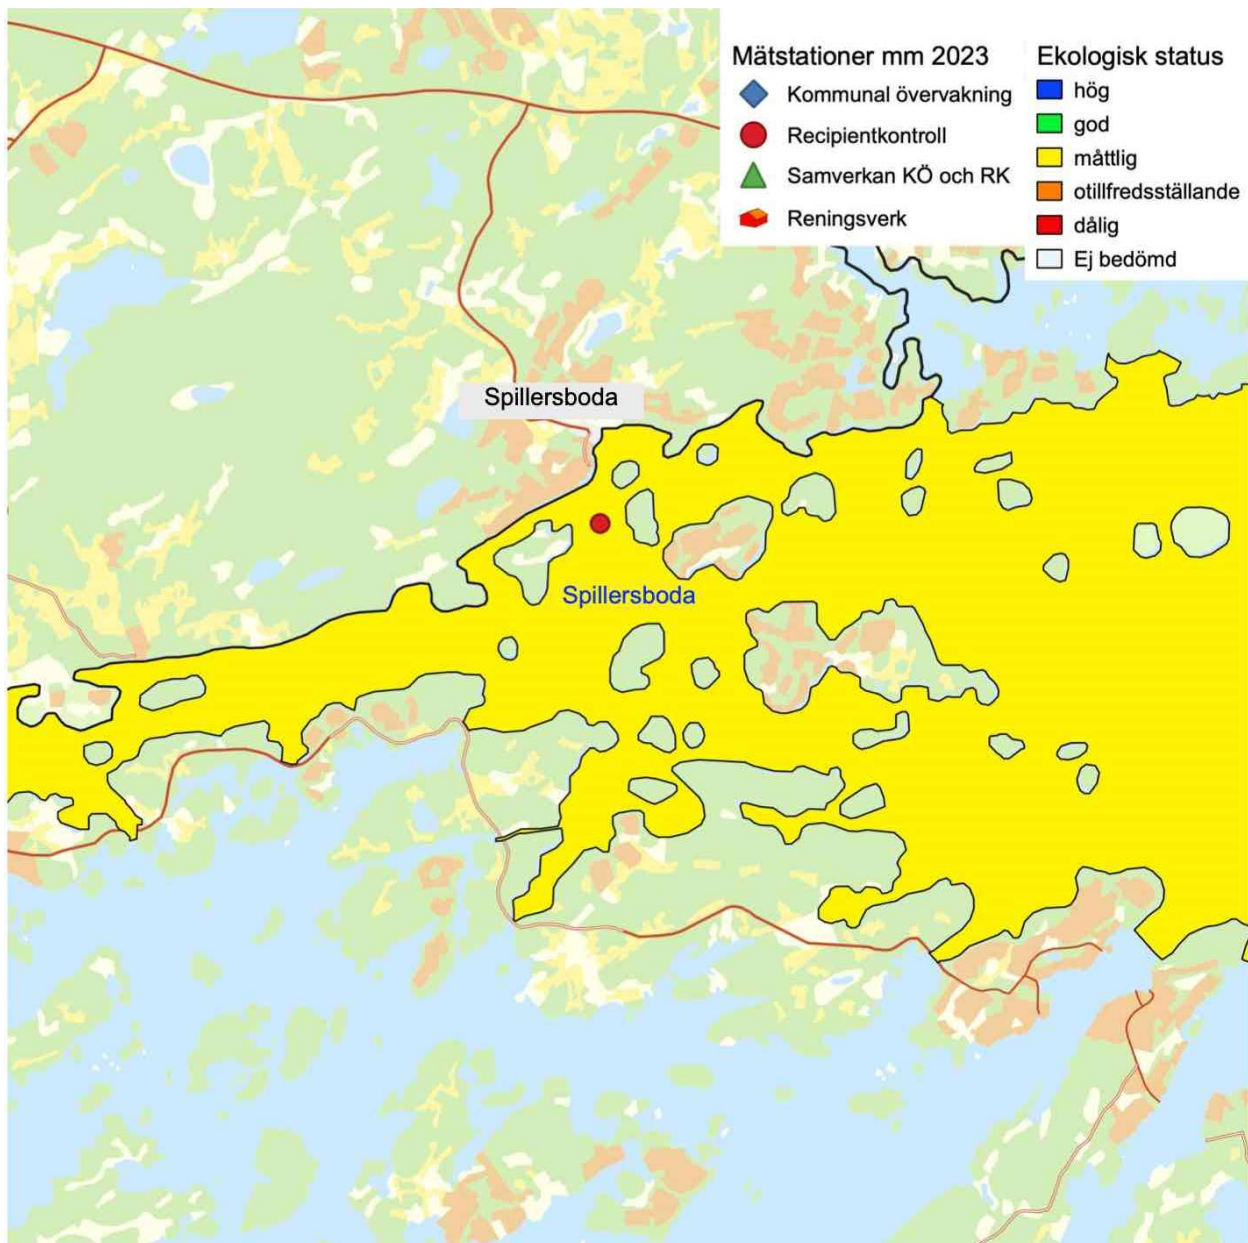 Mätstationer mm 2023
Kommunal övervakning
Recipientkontroll
Samverkan KÖ och RK
Reningsverk
Ekologisk status
hög
god
måttlig
otillfredsställande
dålig
Ej bedömd
Spillersboda
Spillersboda